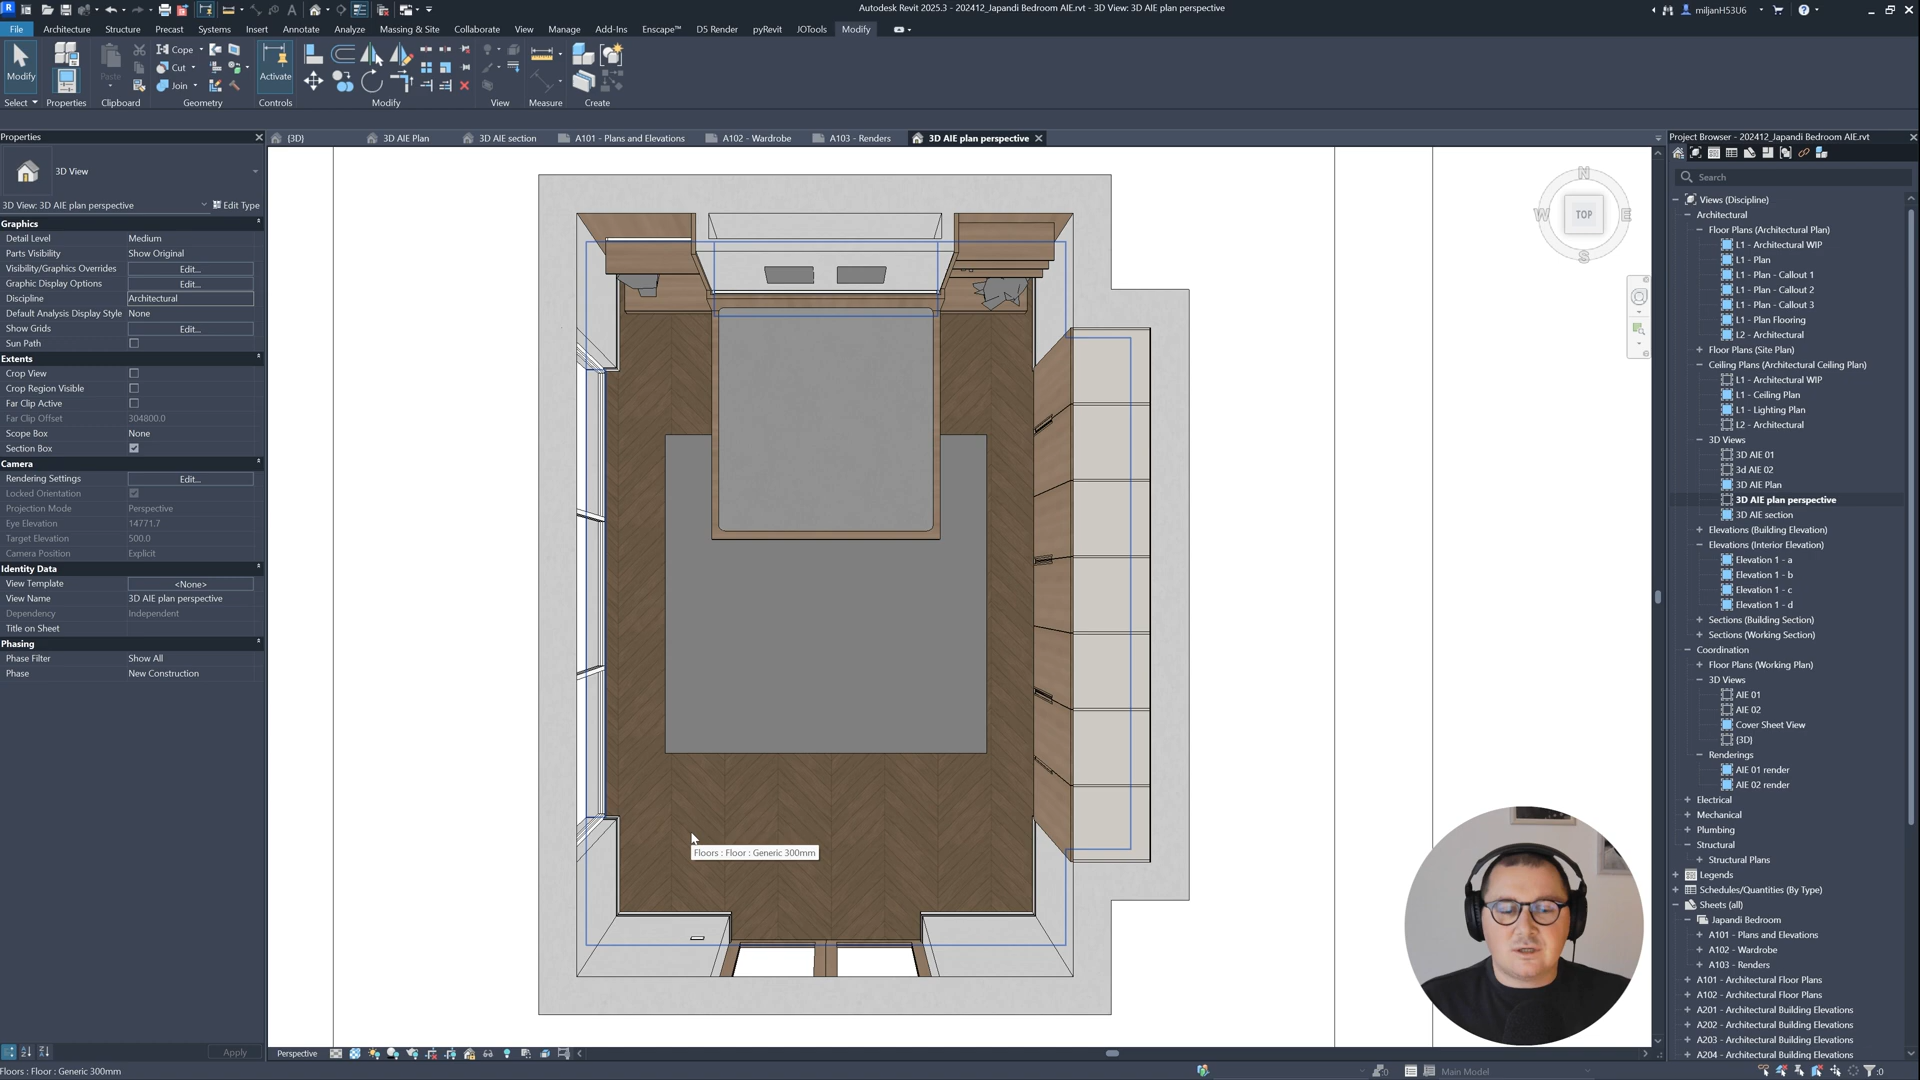 Autodesk Revit 2025.3 - 202412_Japandi Bedroom AIE.rvt - 3D View: 3D AIE plan perspective
miljanH53U6
File
Architecture
Structure
Precast
Systems
Insert
Annotate
Analyze
Massing & Site
Collaborate
View
Manage
Add-Ins
Enscape™
D5 Render
pyRevit
JOTools
Modify
Modify
Paste
Cope
Cut
Join
Activate
Select
Properties
Clipboard
Geometry
Controls
Modify
View
Measure
Create
Properties
{3D}
3D AIE Plan
3D AIE section
A101 - Plans and Elevations
A102 - Wardrobe
A103 - Renders
3D AIE plan perspective
Project Browser - 202412_Japandi Bedroom AIE.rvt
3D View
3D View: 3D AIE plan perspective
Edit Type
Graphics
Detail Level Medium
Parts Visibility Show Original
Visibility/Graphics Overrides Edit...
Graphic Display Options Edit...
Discipline Architectural
Default Analysis Display Style None
Show Grids Edit...
Sun Path
Extents
Crop View
Crop Region Visible
Far Clip Active
Far Clip Offset 304800.0
Scope Box None
Section Box
Camera
Rendering Settings Edit...
Locked Orientation
Projection Mode Perspective
Eye Elevation 14771.7
Target Elevation 500.0
Camera Position Explicit
Identity Data
View Template <None>
View Name 3D AIE plan perspective
Dependency Independent
Title on Sheet
Phasing
Phase Filter Show All
Phase New Construction
Apply
Floors : Floor : Generic 300mm
N
W
TOP
E
S
Floors : Floor : Generic 300mm
Perspective
Search
Views (Discipline)
Architectural
Floor Plans (Architectural Plan)
L1 - Architectural WIP
L1 - Plan
L1 - Plan - Callout 1
L1 - Plan - Callout 2
L1 - Plan - Callout 3
L1 - Plan Flooring
L2 - Architectural
Floor Plans (Site Plan)
Ceiling Plans (Architectural Ceiling Plan)
L1 - Architectural WIP
L1 - Ceiling Plan
L1 - Lighting Plan
L2 - Architectural
3D Views
3D AIE 01
3d AIE 02
3D AIE Plan
3D AIE plan perspective
3D AIE section
Elevations (Building Elevation)
Elevations (Interior Elevation)
Elevation 1 - a
Elevation 1 - b
Elevation 1 - c
Elevation 1 - d
Sections (Building Section)
Sections (Working Section)
Coordination
Floor Plans (Working Plan)
3D Views
AIE 01
AIE 02
Cover Sheet View
{3D}
Renderings
AIE 01 render
AIE 02 render
Electrical
Mechanical
Plumbing
Structural
Structural Plans
Legends
Schedules/Quantities (By Type)
Sheets (all)
Japandi Bedroom
A101 - Plans and Elevations
A102 - Wardrobe
A103 - Renders
A101 - Architectural Floor Plans
A102 - Architectural Floor Plans
A201 - Architectural Building Elevations
A202 - Architectural Building Elevations
A203 - Architectural Building Elevations
A204 - Architectural Building Elevations
:0
Main Model
:0